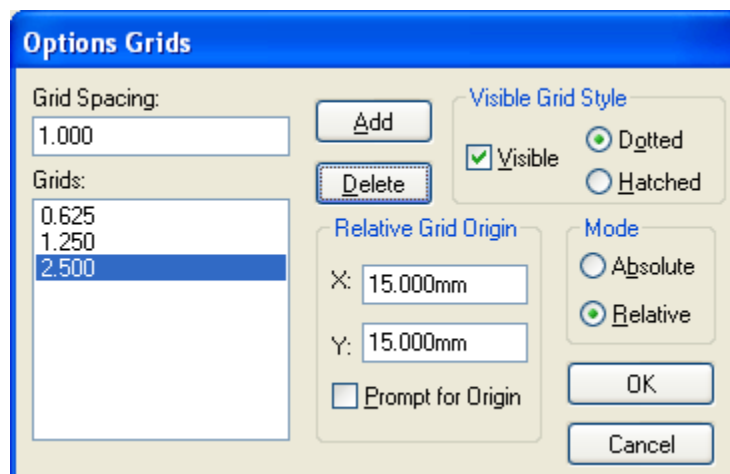 Options Grids
Grid Spacing:
1.000
Add
Delete
Grids:
0.625
1.250
2.500
Visible Grid Style
Visible
Dotted
Hatched
Relative Grid Origin
X: 15.000mm
Y: 15.000mm
Prompt for Origin
Mode
Absolute
Relative
OK
Cancel